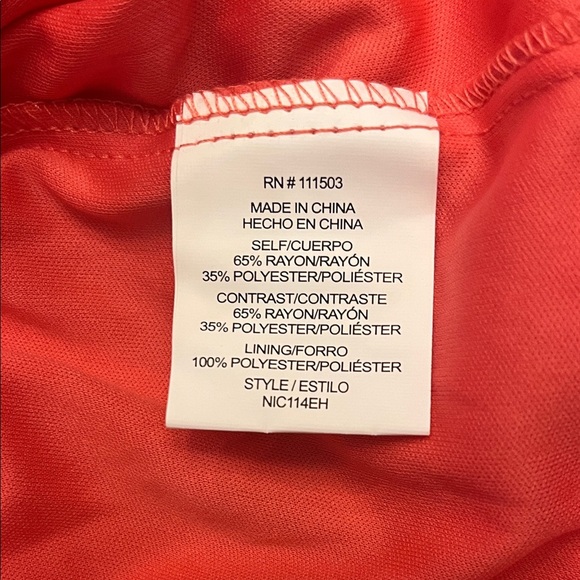 RN # 111503
MADE IN CHINA
HECHO EN CHINA
SELF/CUERPO
65% RAYON/RAYÓN
35% POLYESTER/POLIÉSTER
CONTRAST/CONTRASTE
65% RAYON/RAYÓN
35% POLYESTER/POLIÉSTER
LINING/FORRO
100% POLYESTER/POLIÉSTER
STYLE / ESTILO
NIC114EH